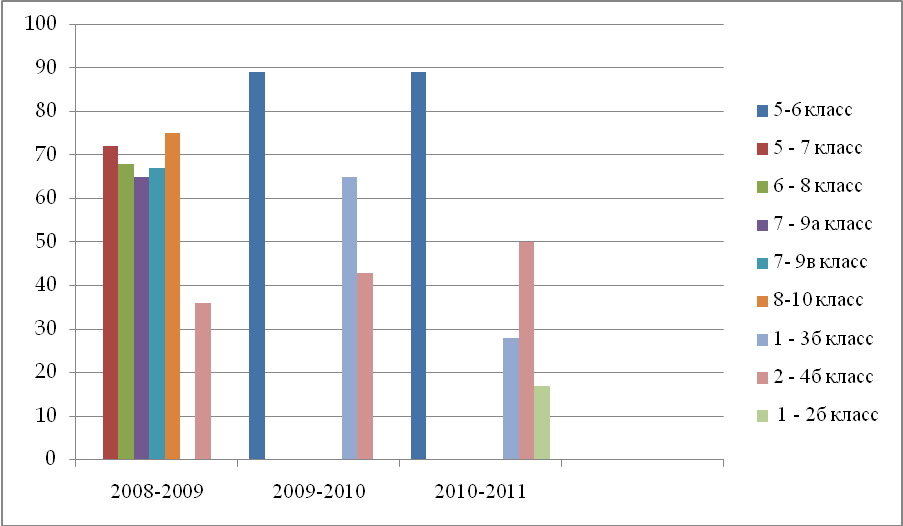 100
90
80
70
60
50
40
30
20
10
0
2008-2009
2009-2010
2010-2011
5-6 класс
5 - 7 класс
6 - 8 класс
7 - 9а класс
7- 9в класс
8-10 класс
1 - 3б класс
2 - 4б класс
1 - 2б класс